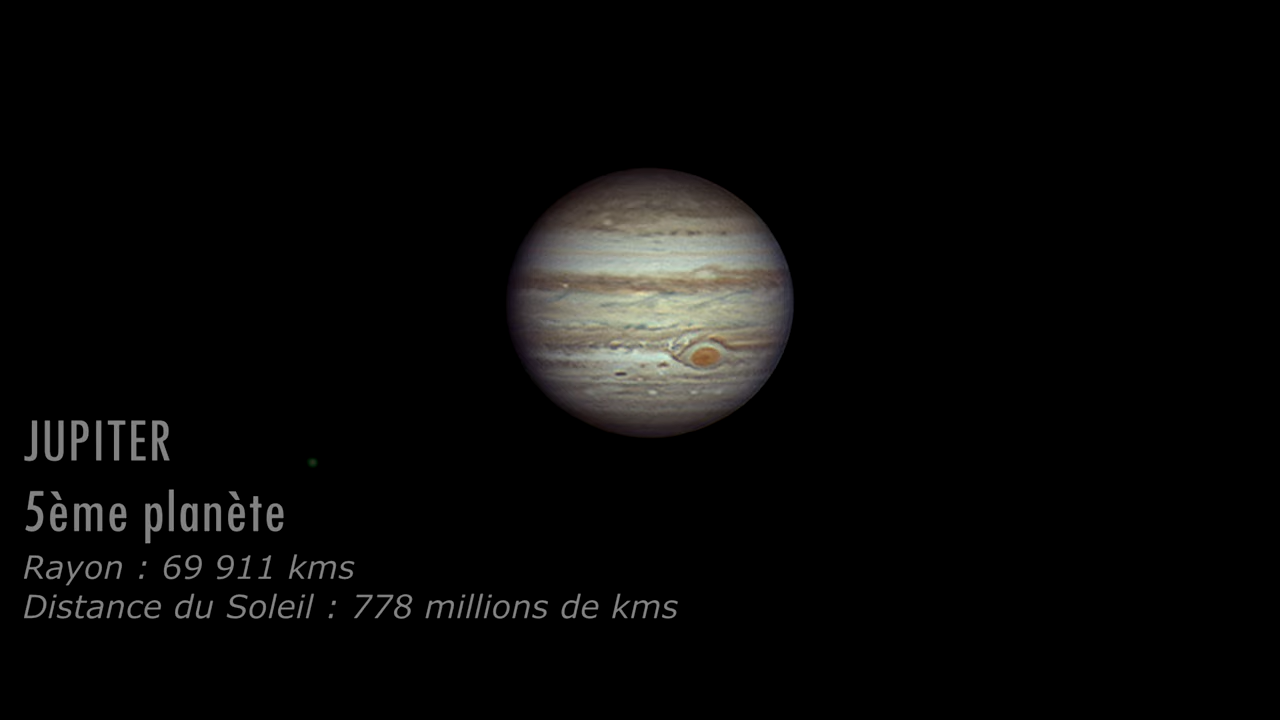 JUPITER
5ème planète
Rayon : 69 911 kms
Distance du Soleil : 778 millions de kms